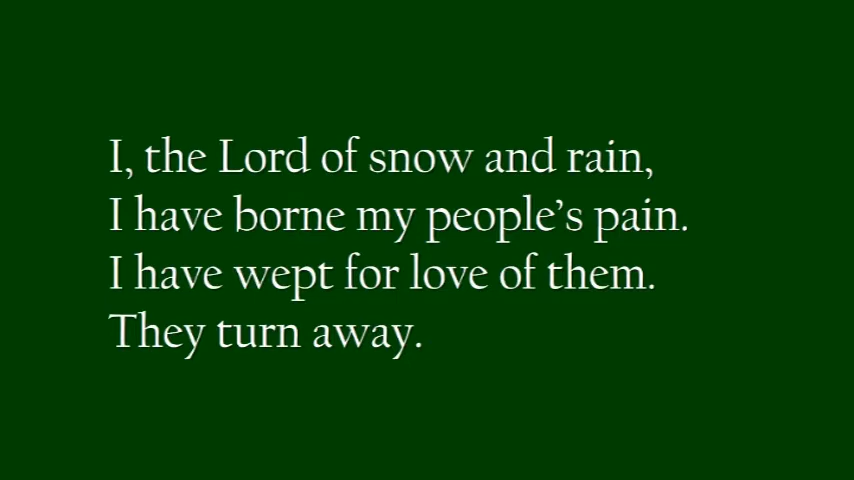 I, the Lord of snow and rain,
I have borne my people’s pain.
I have wept for love of them.
They turn away.